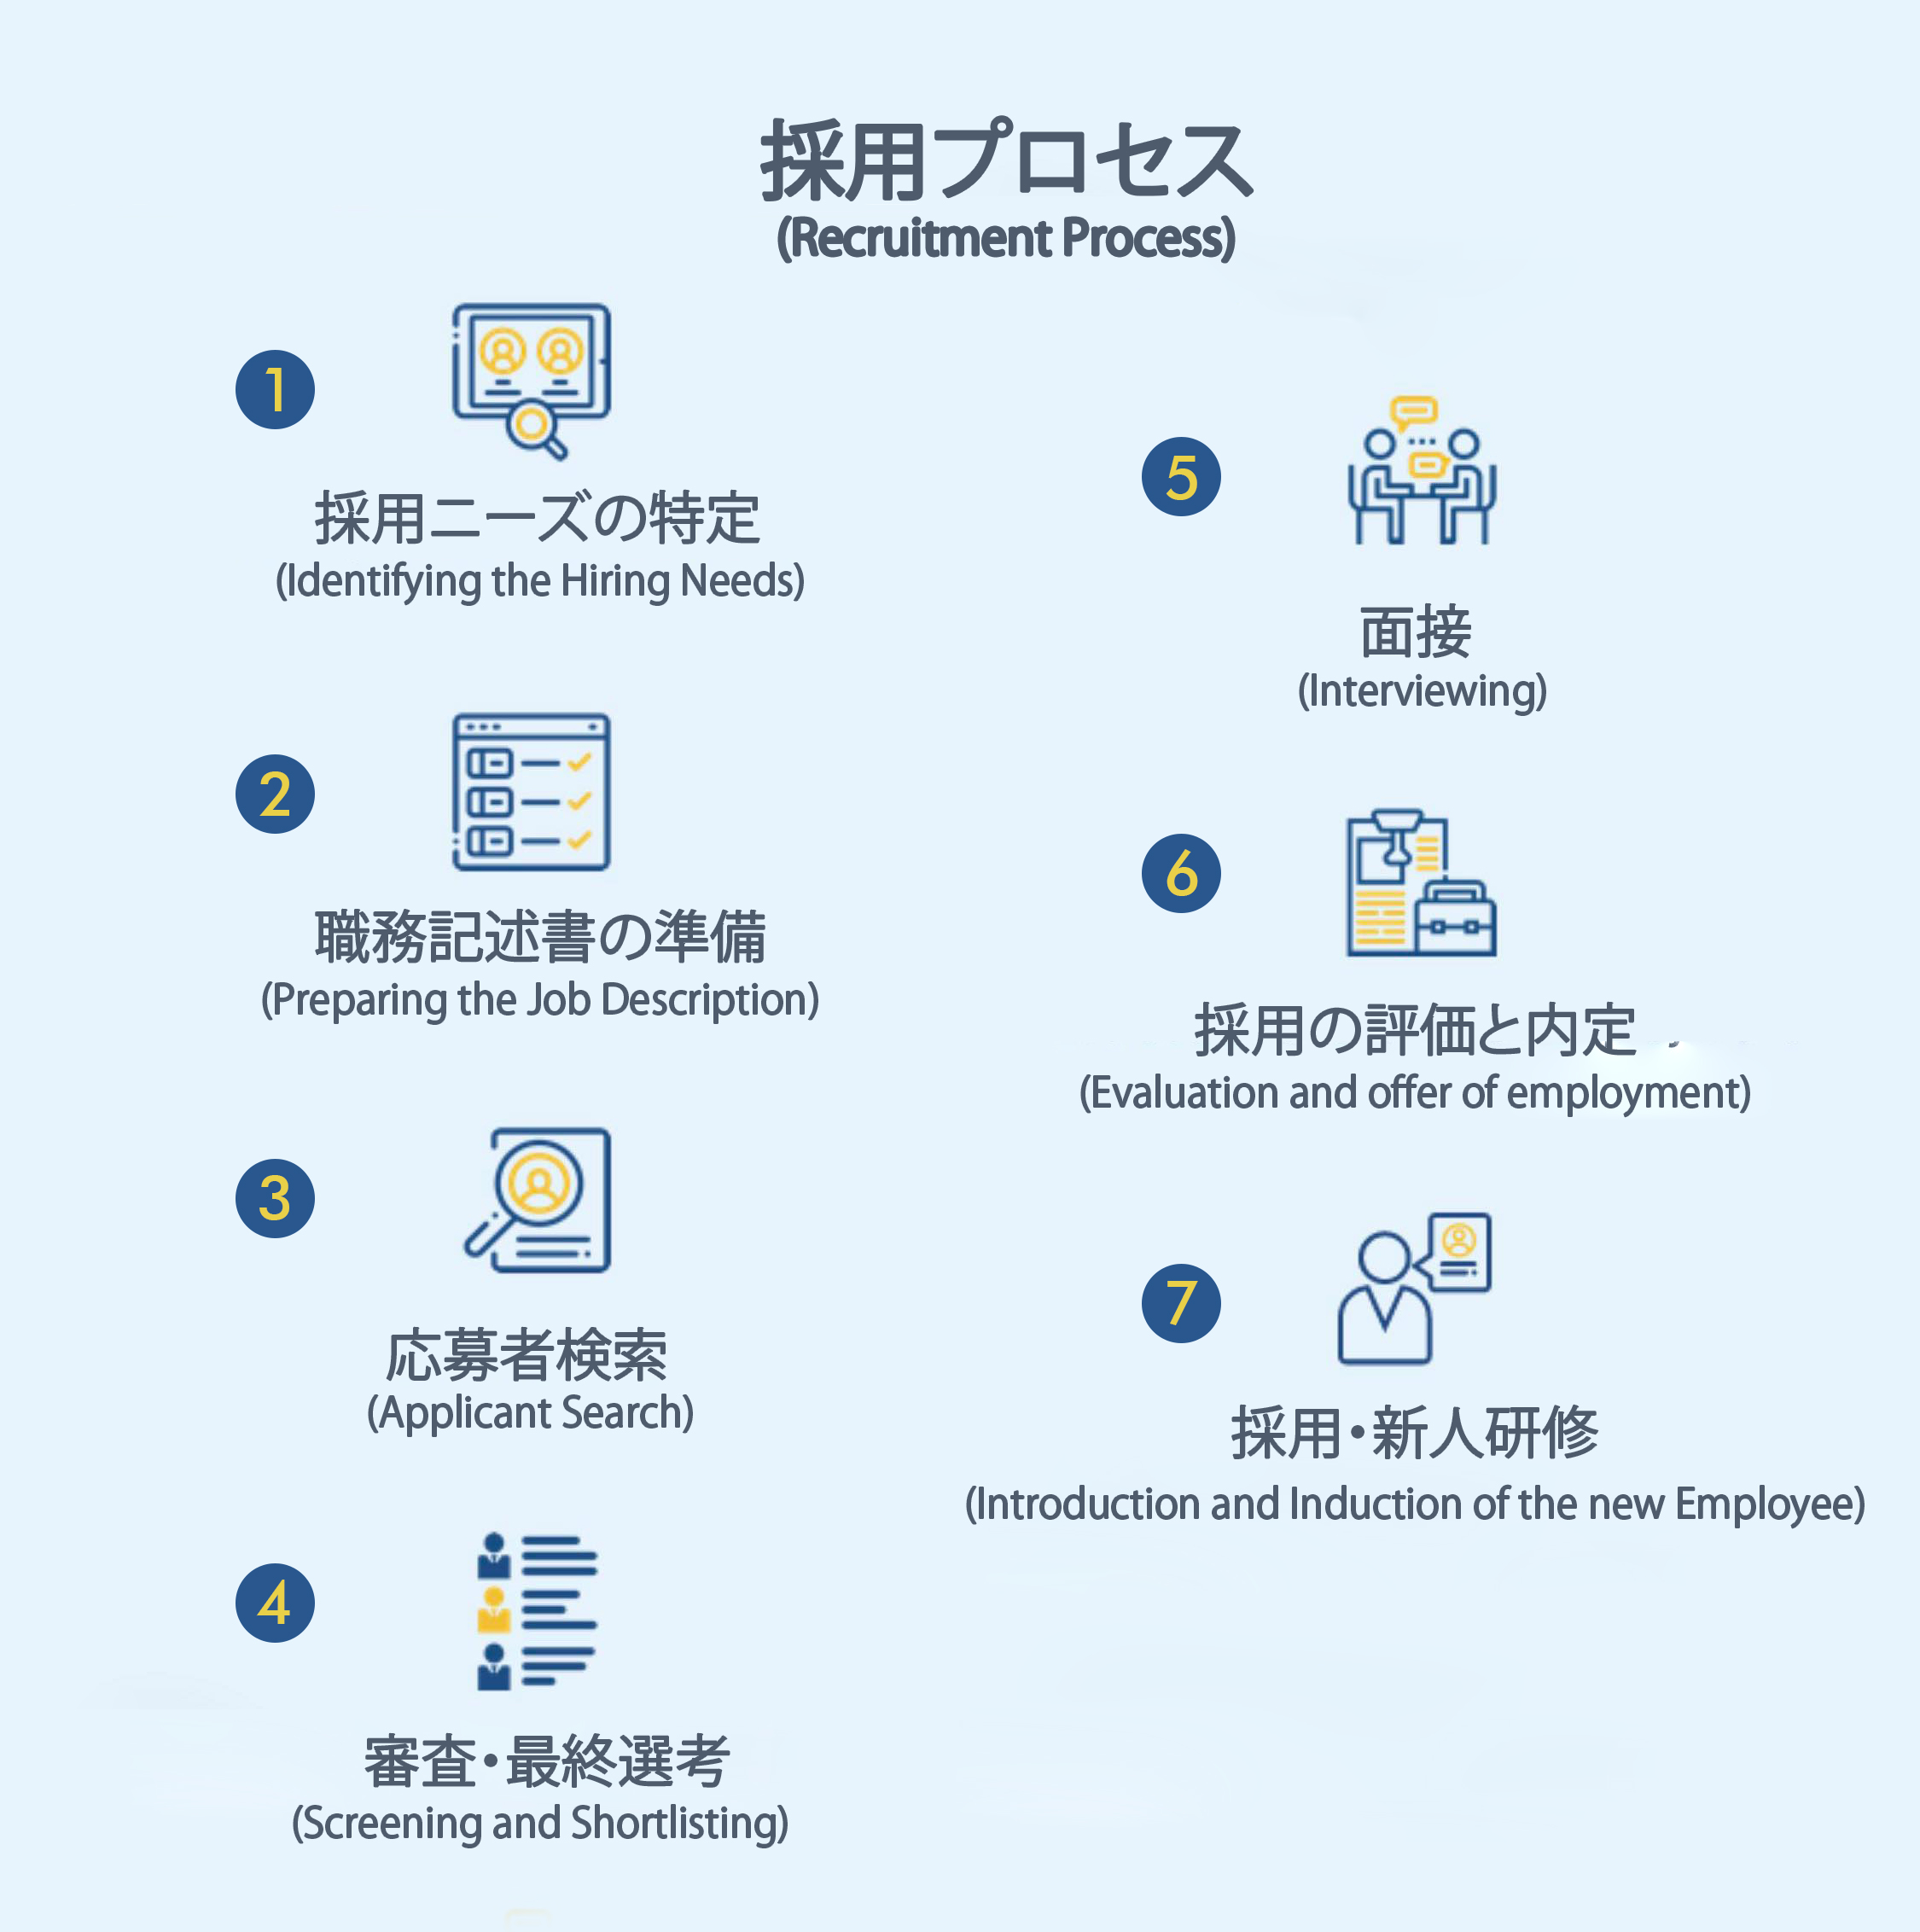 採用プロセス
(Recruitment Process)
1
採用ニーズの特定
(Identifying the Hiring Needs)
2
職務記述書の準備
(Preparing the Job Description)
3
応募者検索
(Applicant Search)
4
審査・最終選考
(Screening and Shortlisting)
5
面接
(Interviewing)
6
採用の評価と内定
(Evaluation and offer of employment)
7
採用・新人研修
(Introduction and Induction of the new Employee)